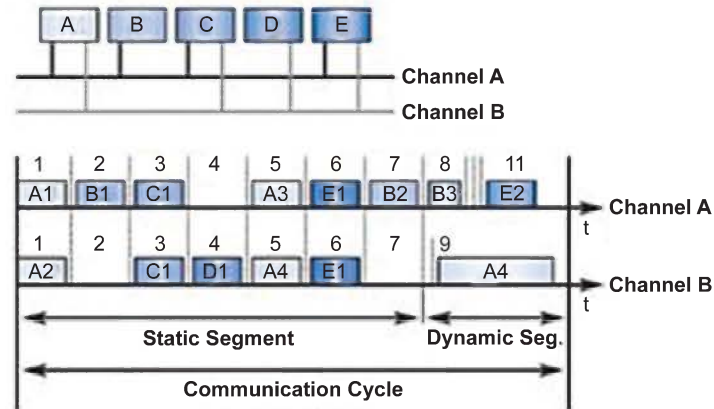 A B C D E
Channel A
Channel B
1 2 3 4 5 6 7 8 11
A1 B1 C1 A3 E1 B2 B3 E2
Channel A
t
1 2 3 4 5 6 7 9
A2 C1 D1 A4 E1 A4
Channel B
t
Static Segment Dynamic Seg.
Communication Cycle